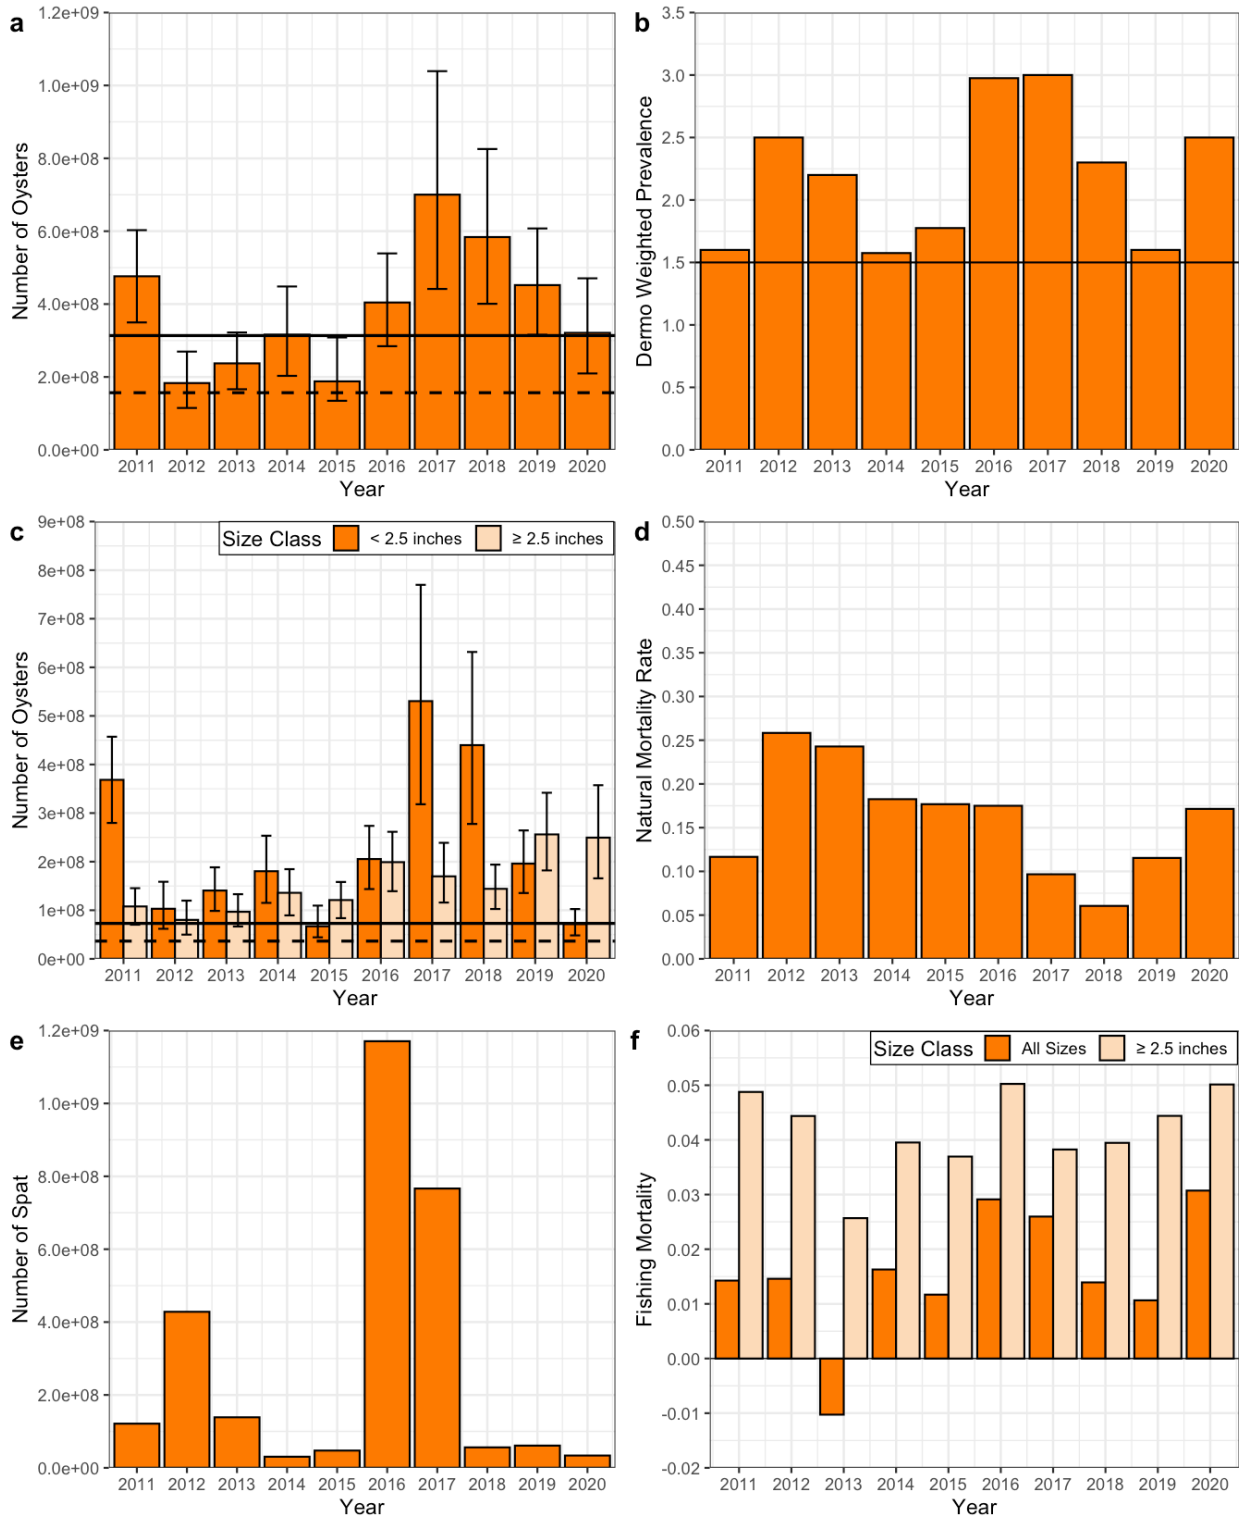 a
1.2e+09
1.0e+09
8.0e+08
6.0e+08
4.0e+08
2.0e+08
0.0e+00
Number of Oysters
2011 2012 2013 2014 2015 2016 2017 2018 2019 2020
Year
b
3.5
3.0
2.5
2.0
1.5
1.0
0.5
0.0
Dermo Weighted Prevalence
2011 2012 2013 2014 2015 2016 2017 2018 2019 2020
Year
c
Size Class < 2.5 inches ≥ 2.5 inches
9e+08
8e+08
7e+08
6e+08
5e+08
4e+08
3e+08
2e+08
1e+08
0e+00
Number of Oysters
2011 2012 2013 2014 2015 2016 2017 2018 2019 2020
Year
d
0.50
0.45
0.40
0.35
0.30
0.25
0.20
0.15
0.10
0.05
0.00
Natural Mortality Rate
2011 2012 2013 2014 2015 2016 2017 2018 2019 2020
Year
e
1.2e+09
1.0e+09
8.0e+08
6.0e+08
4.0e+08
2.0e+08
0.0e+00
Number of Spat
2011 2012 2013 2014 2015 2016 2017 2018 2019 2020
Year
f
Size Class All Sizes ≥ 2.5 inches
0.06
0.05
0.04
0.03
0.02
0.01
0.00
-0.01
-0.02
Fishing Mortality
2011 2012 2013 2014 2015 2016 2017 2018 2019 2020
Year